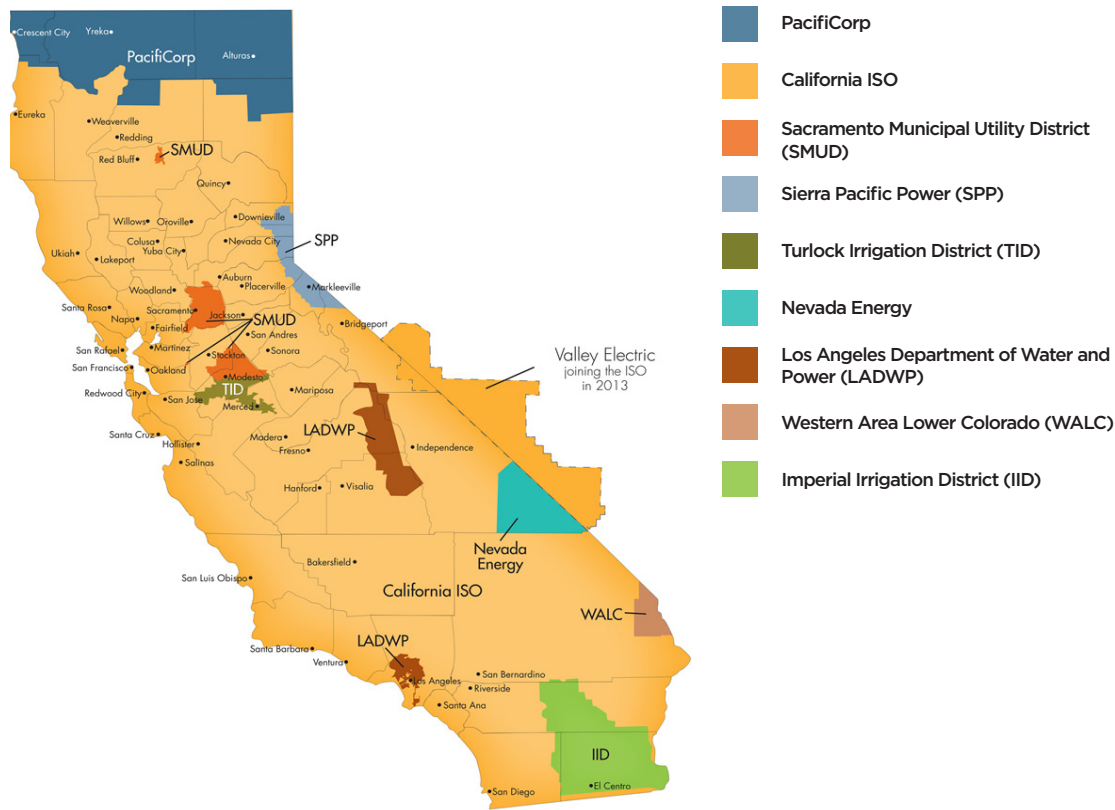 Crescent City
Yreka
PacifiCorp
Alturas
Eureka
Weaverville
Redding
Red Bluff
SMUD
Quincy
Willows
Oroville
Downieville
Colusa
Yuba City
Nevada City
SPP
Ukiah
Lakeport
Auburn
Woodland
Placerville
Markleeville
Santa Rosa
Sacramento
Jackson
Napa
SMUD
Fairfield
Bridgeport
San Andres
San Rafael
Martinez
Stockton
Sonora
San Francisco
Oakland
Modesto
Redwood City
San Jose
TID
Mariposa
Merced
Valley Electric
joining the ISO
in 2013
Santa Cruz
Hollister
Madera
LADWP
Independence
Fresno
Salinas
Hanford
Visalia
Nevada
Energy
Bakersfield
San Luis Obispo
California ISO
WALC
LADWP
Santa Barbara
Ventura
Los Angeles
San Bernardino
Riverside
Santa Ana
IID
El Centro
San Diego
PacifiCorp
California ISO
Sacramento Municipal Utility District
(SMUD)
Sierra Pacific Power (SPP)
Turlock Irrigation District (TID)
Nevada Energy
Los Angeles Department of Water and
Power (LADWP)
Western Area Lower Colorado (WALC)
Imperial Irrigation District (IID)